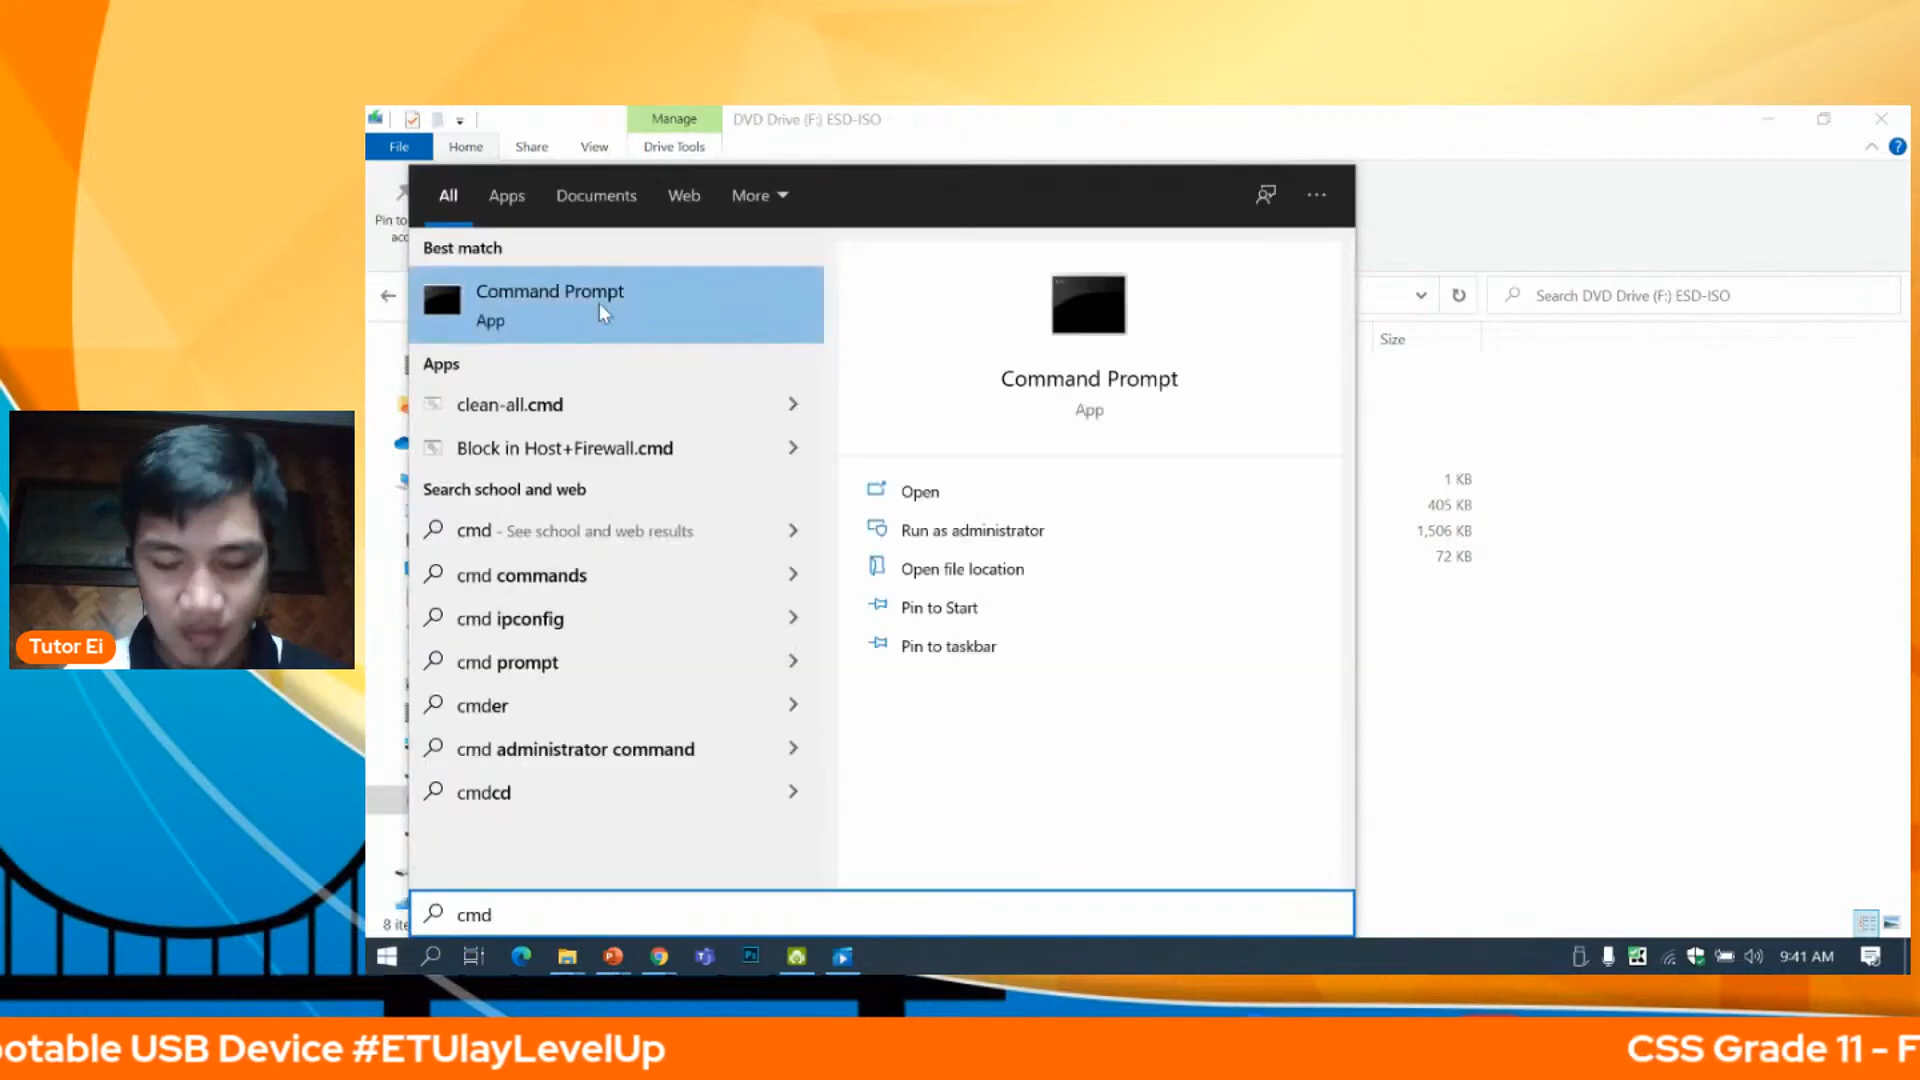 Manage
DVD Drive (F:) ESD-ISO
File
Home
Share
View
Drive Tools
Pin to
acc
All
Apps
Documents
Web
More
Best match
Command Prompt
App
Apps
clean-all.cmd
Block in Host+Firewall.cmd
Search school and web
cmd - See school and web results
cmd commands
cmd ipconfig
cmd prompt
cmder
cmd administrator command
cmdcd
Command Prompt
App
Open
Run as administrator
Open file location
Pin to Start
Pin to taskbar
Search DVD Drive (F:) ESD-ISO
Size
1 KB
405 KB
1,506 KB
72 KB
Tutor Ei
8 ite
cmd
9:41 AM
otable USB Device #ETUlayLevelUp
CSS Grade 11 - F